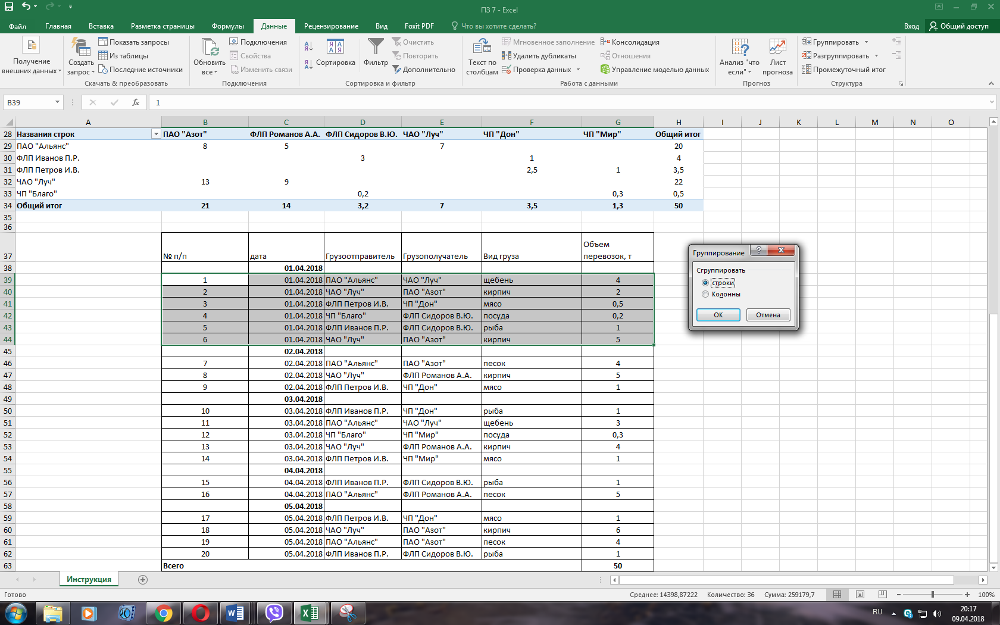 ПЗ 7 - Excel
Файл Главная Вставка Разметка страницы Формулы Данные Рецензирование Вид Foxit PDF Что вы хотите сделать? Вход Общий доступ
Получение внешних данных
Создать запрос
Показать запросы
Из таблицы
Последние источники
Скачать & преобразовать
Обновить все
Подключения
Свойства
Изменить связи
Подключения
Сортировка
Фильтр
Очистить
Повторить
Дополнительно
Сортировка и фильтр
Текст по столбцам
Мгновенное заполнение
Удалить дубликаты
Проверка данных
Консолидация
Отношения
Управление моделью данных
Работа с данными
Анализ "что если"
Лист прогноза
Прогноз
Группировать
Разгруппировать
Промежуточный итог
Структура
B39 fx 1
A B C D E F G H I J K L M N O
28 Названия строк ПАО "Азот" ФЛП Романов А.А. ФЛП Сидоров В.Ю. ЧАО "Луч" ЧП "Дон" ЧП "Мир" Общий итог
29 ПАО "Альянс" 8 5 7 20
30 ФЛП Иванов П.Р. 3 1 4
31 ФЛП Петров И.В. 2,5 1 3,5
32 ЧАО "Луч" 13 9 22
33 ЧП "Благо" 0,2 0,3 0,5
34 Общий итог 21 14 3,2 7 3,5 1,3 50
35
36
37 № п/п дата Грузоотправитель Грузополучатель Вид груза Объем перевозок, т
38 01.04.2018
39 1 01.04.2018 ПАО "Альянс" ЧАО "Луч" щебень 4
40 2 01.04.2018 ЧАО "Луч" ПАО "Азот" кирпич 2
41 3 01.04.2018 ФЛП Петров И.В. ЧП "Дон" мясо 0,5
42 4 01.04.2018 ЧП "Благо" ФЛП Сидоров В.Ю. посуда 0,2
43 5 01.04.2018 ФЛП Иванов П.Р. ФЛП Сидоров В.Ю. рыба 1
44 6 01.04.2018 ЧАО "Луч" ПАО "Азот" кирпич 5
45 02.04.2018
46 7 02.04.2018 ПАО "Альянс" ПАО "Азот" песок 4
47 8 02.04.2018 ЧАО "Луч" ФЛП Романов А.А. кирпич 5
48 9 02.04.2018 ФЛП Петров И.В. ЧП "Дон" мясо 1
49 03.04.2018
50 10 03.04.2018 ФЛП Иванов П.Р. ЧП "Дон" рыба 1
51 11 03.04.2018 ПАО "Альянс" ЧАО "Луч" щебень 3
52 12 03.04.2018 ЧП "Благо" ЧП "Мир" посуда 0,3
53 13 03.04.2018 ЧАО "Луч" ФЛП Романов А.А. кирпич 4
54 14 03.04.2018 ФЛП Петров И.В. ЧП "Мир" мясо 1
55 04.04.2018
56 15 04.04.2018 ФЛП Иванов П.Р. ФЛП Сидоров В.Ю. рыба 1
57 16 04.04.2018 ПАО "Альянс" ФЛП Романов А.А. песок 5
58 05.04.2018
59 17 05.04.2018 ФЛП Петров И.В. ЧП "Дон" мясо 1
60 18 05.04.2018 ЧАО "Луч" ПАО "Азот" кирпич 6
61 19 05.04.2018 ПАО "Альянс" ПАО "Азот" песок 4
62 20 05.04.2018 ФЛП Иванов П.Р. ФЛП Сидоров В.Ю. рыба 1
63 Всего 50
Группирование
Сгруппировать
строки
Колонны
ОК Отмена
Инструкция
Готово Среднее: 14398,87222 Количество: 36 Сумма: 259179,7 100%
RU 20:17
09.04.2018